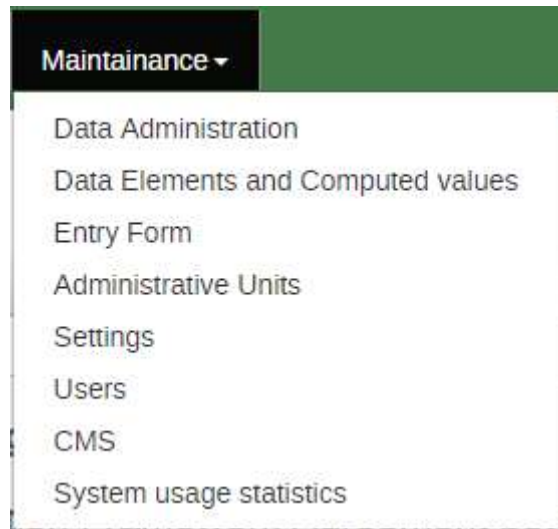 Maintainance
Data Administration
Data Elements and Computed values
Entry Form
Administrative Units
Settings
Users
CMS
System usage statistics